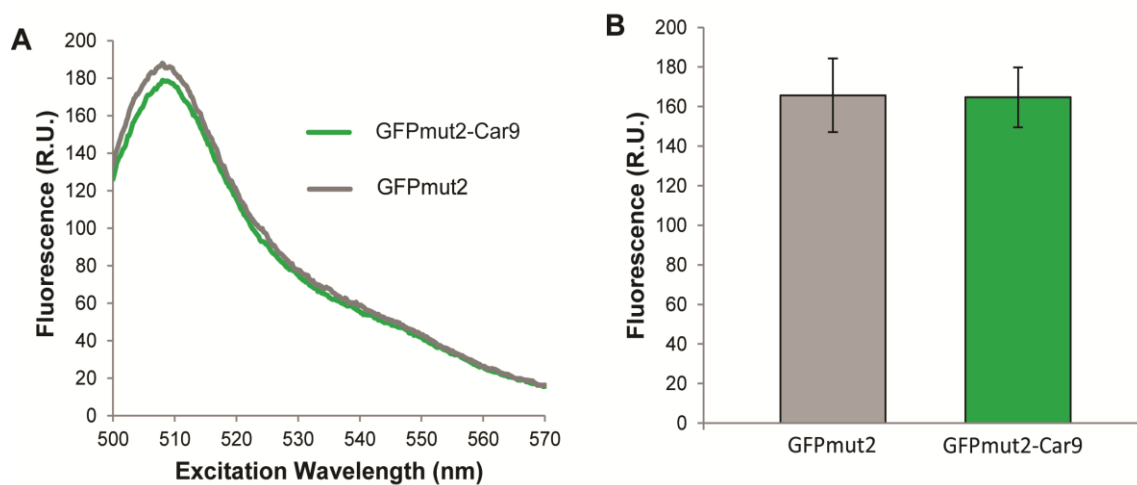 A
Fluorescence (R.U.)
200
180
160
140
120
100
80
60
40
20
0
GFPmut2-Car9
GFPmut2
500 510 520 530 540 550 560 570
Excitation Wavelength (nm)
B
Fluorescence (R.U.)
200
180
160
140
120
100
80
60
40
20
0
GFPmut2 GFPmut2-Car9